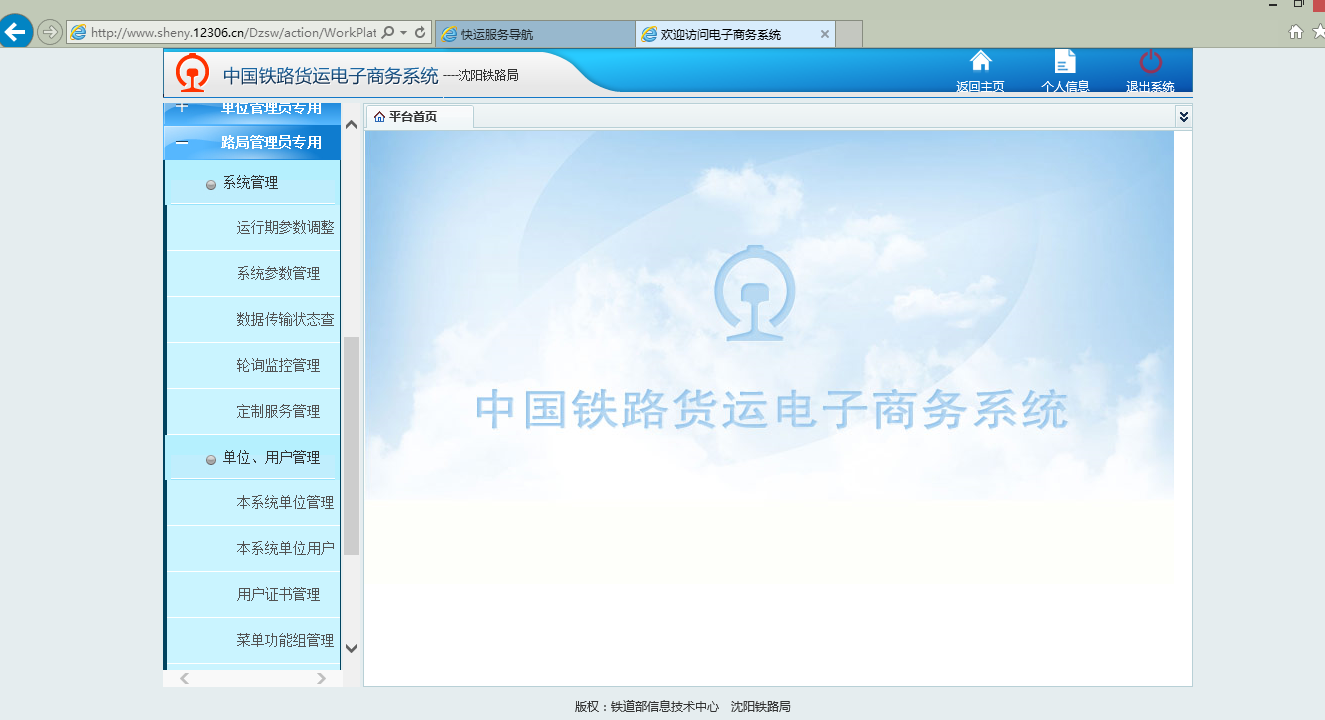 http://www.sheny.12306.cn/Dzsw/action/WorkPlat
快运服务导航
欢迎访问电子商务系统
中国铁路货运电子商务系统 ----沈阳铁路局
返回主页
个人信息
退出系统
单位管理员专用
路局管理员专用
系统管理
运行期参数调整
系统参数管理
数据传输状态查
轮询监控管理
定制服务管理
单位、用户管理
本系统单位管理
本系统单位用户
用户证书管理
菜单功能组管理
平台首页
中国铁路货运电子商务系统
版权：铁道部信息技术中心 沈阳铁路局